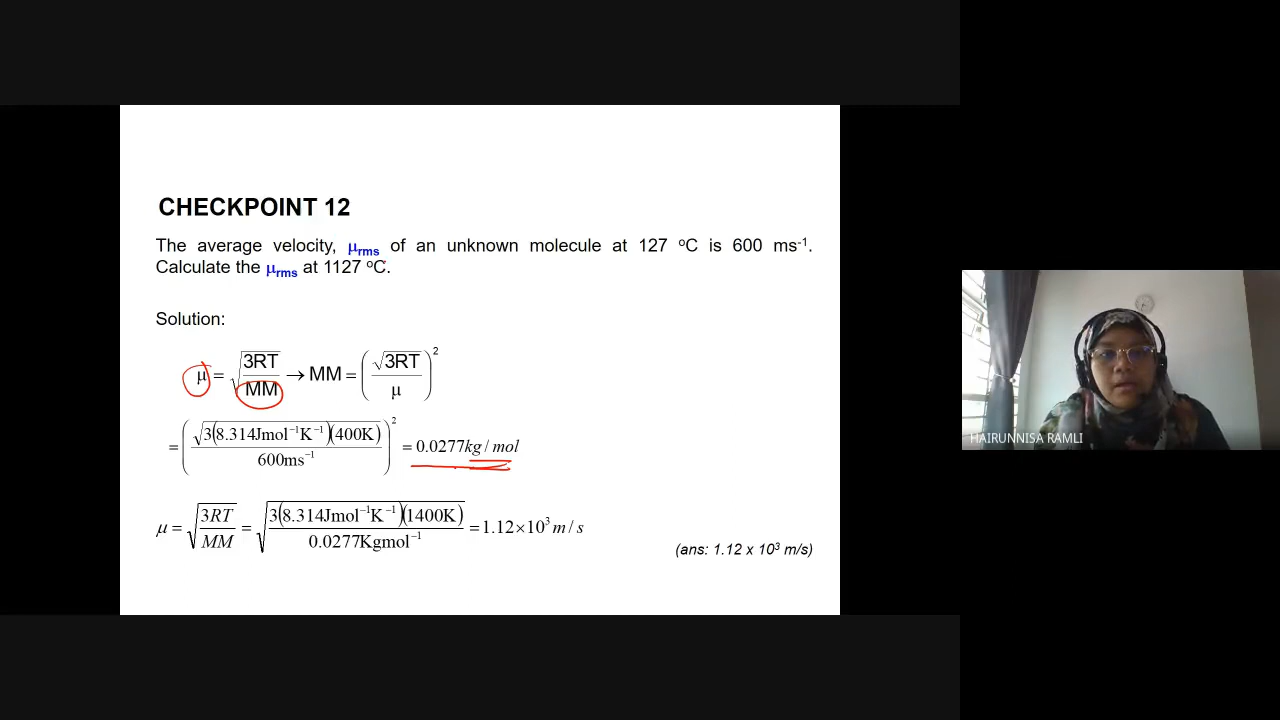 CHECKPOINT 12
The average velocity, μrms of an unknown molecule at 127 ºC is 600 ms-1.
Calculate the μrms at 1127 ºC.
Solution:
μ = √(3RT/MM) → MM = (√3RT/μ)²
= (√3(8.314Jmol⁻¹K⁻¹)(400K)/600ms⁻¹)² = 0.0277kg / mol
μ = √(3RT/MM) = √(3(8.314Jmol⁻¹K⁻¹)(1400K)/0.0277Kgmol⁻¹) = 1.12×10³ m / s
(ans: 1.12 x 10³ m/s)
HAIRUNNISA RAMLI